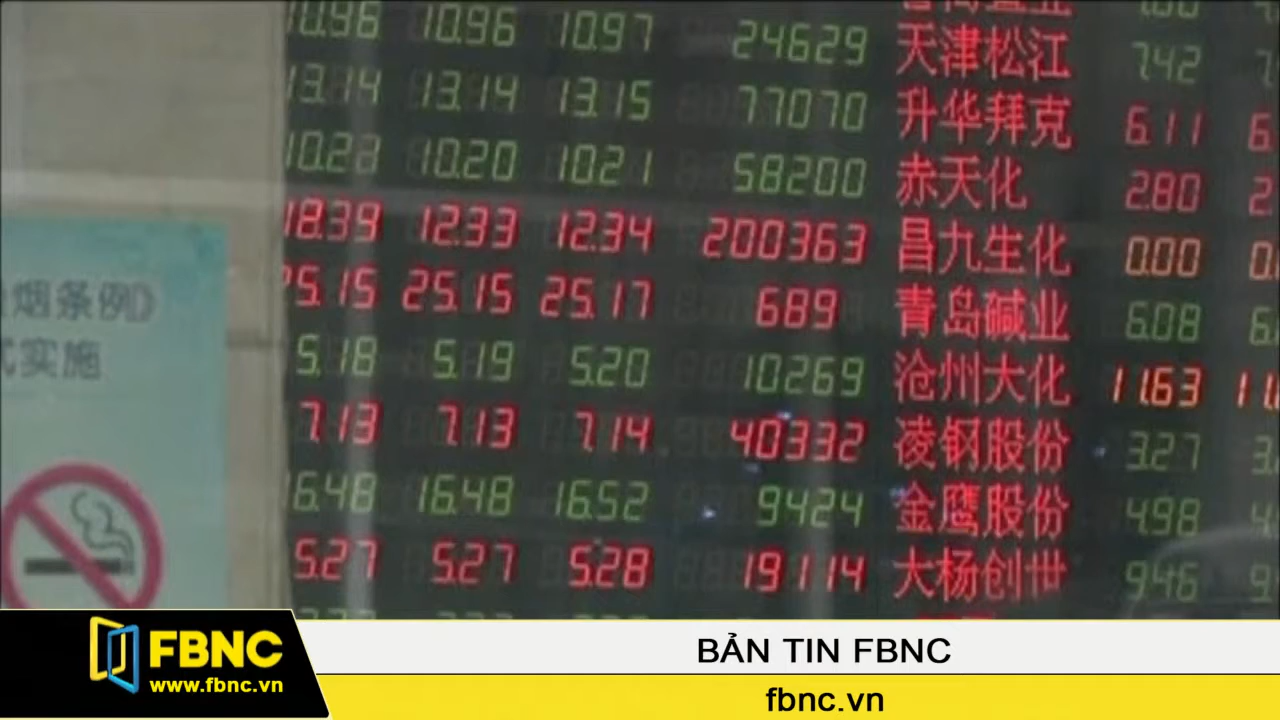 10.96 10.96 10.97 24629 天津松江 7.42
13.14 13.14 13.15 77070 升华拜克 6.11
10.23 10.20 10.21 58200 赤天化 2.80
12.39 12.33 12.34 200363 昌九生化 0.00
25.15 25.15 25.17 689 青岛碱业 6.08
5.18 5.19 5.20 10269 沧州大化 11.63
7.13 7.13 7.14 40332 凌钢股份 3.27
16.48 16.48 16.52 9424 金鹰股份 4.98
5.27 5.27 5.28 19114 大杨创世 9.46
烟条例》
式实施
FBNC
www.fbnc.vn
BẢN TIN FBNC
fbnc.vn